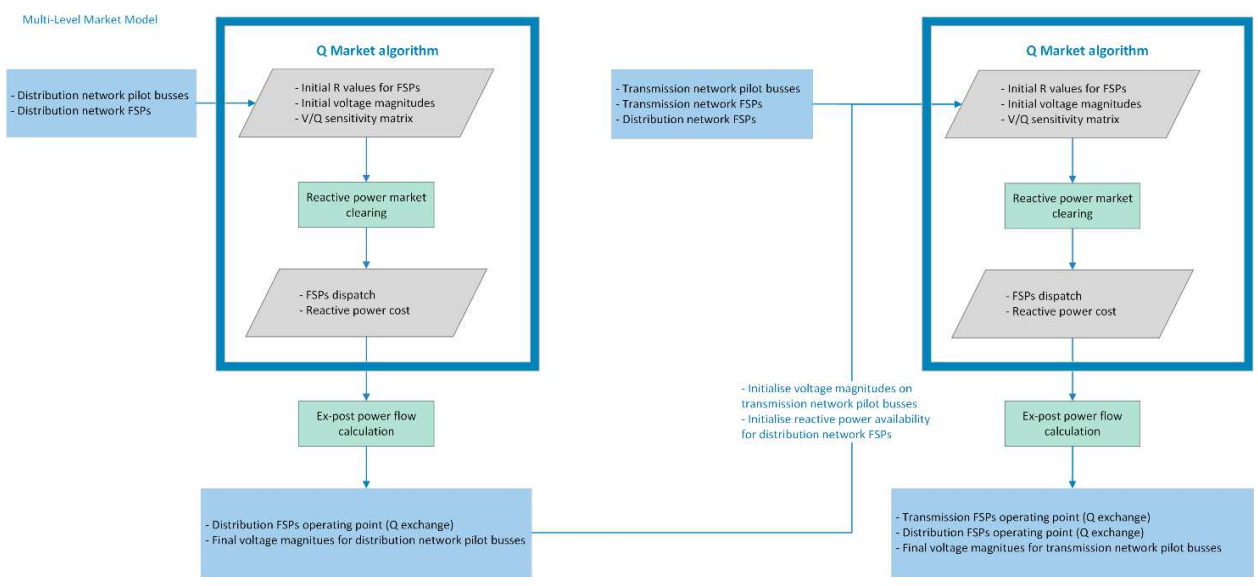 Multi-Level Market Model
Q Market algorithm
- Distribution network pilot busses
- Distribution network FSPs
- Initial R values for FSPs
- Initial voltage magnitudes
- V/Q sensitivity matrix
Reactive power market
clearing
- FSPs dispatch
- Reactive power cost
Ex-post power flow
calculation
- Distribution FSPs operating point (Q exchange)
- Final voltage magnitues for distribution network pilot busses
- Initialise voltage magnitudes on
transmission network pilot busses
- Initialise reactive power availability
for distribution network FSPs
Q Market algorithm
- Transmission network pilot busses
- Transmission network FSPs
- Distribution network FSPs
- Initial R values for FSPs
- Initial voltage magnitudes
- V/Q sensitivity matrix
Reactive power market
clearing
- FSPs dispatch
- Reactive power cost
Ex-post power flow
calculation
- Transmission FSPs operating point (Q exchange)
- Distribution FSPs operating point (Q exchange)
- Final voltage magnitues for transmission network pilot busses